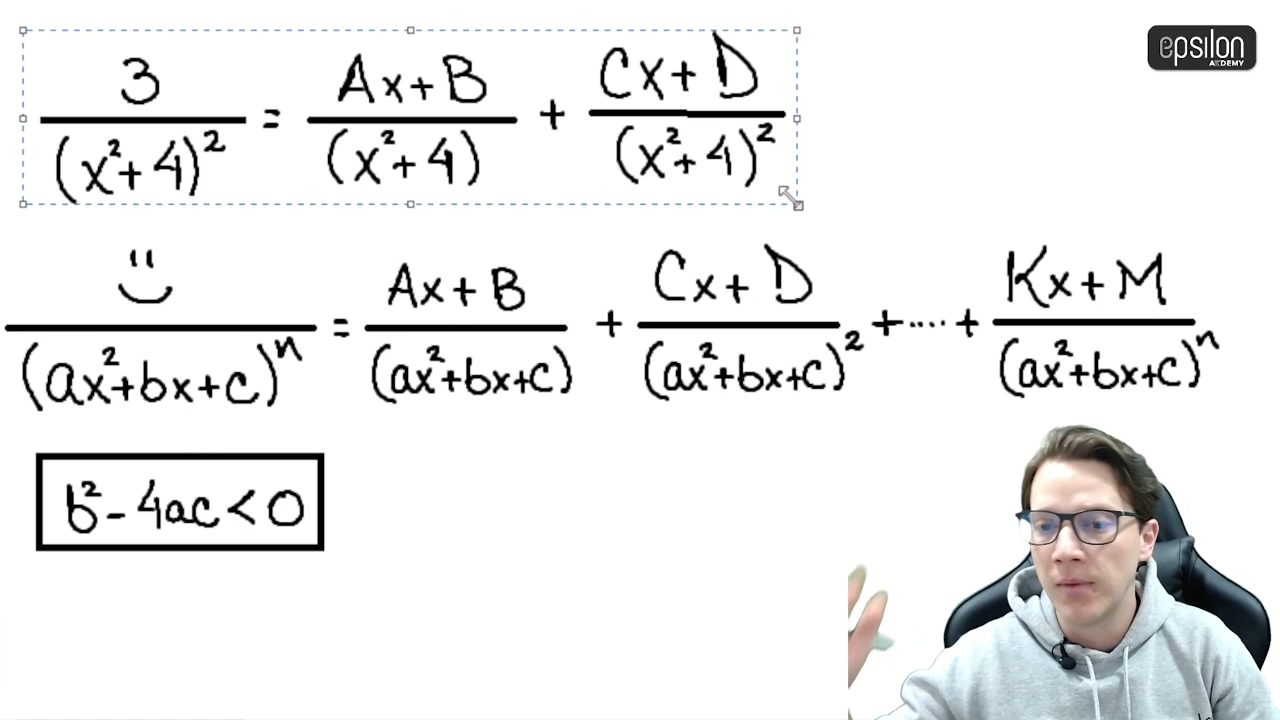 epsilon
AKADEMY
3/(x²+4)² = Ax+B/(x²+4) + Cx+D/(x²+4)²
¨⌣/(ax²+bx+c)ⁿ = Ax+B/(ax²+bx+c) + Cx+D/(ax²+bx+c)² +····+ Kx+M/(ax²+bx+c)ⁿ
b²-4ac<0